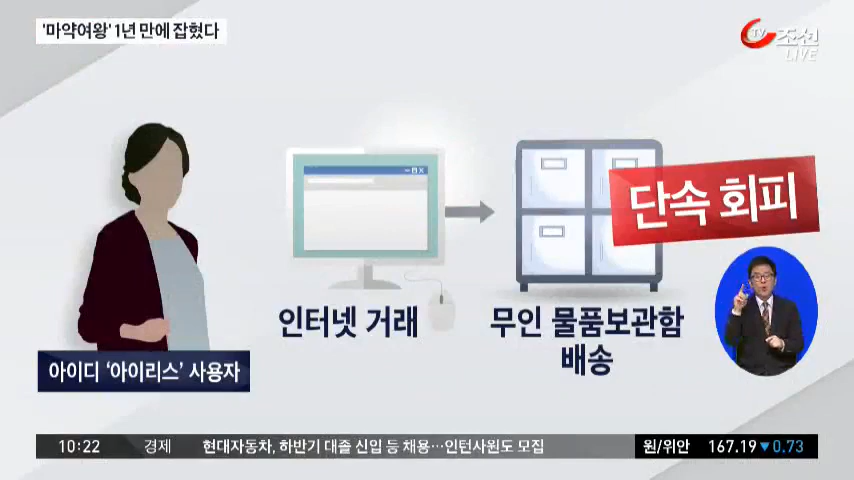 '마약여왕' 1년 만에 잡혔다
TV조선
LIVE
단속 회피
인터넷 거래
무인 물품보관함
배송
아이디 '아이리스' 사용자
10:22 경제 현대자동차, 하반기 대졸 신입 등 채용…인턴사원도 모집 원/위안 167.19▼0.73